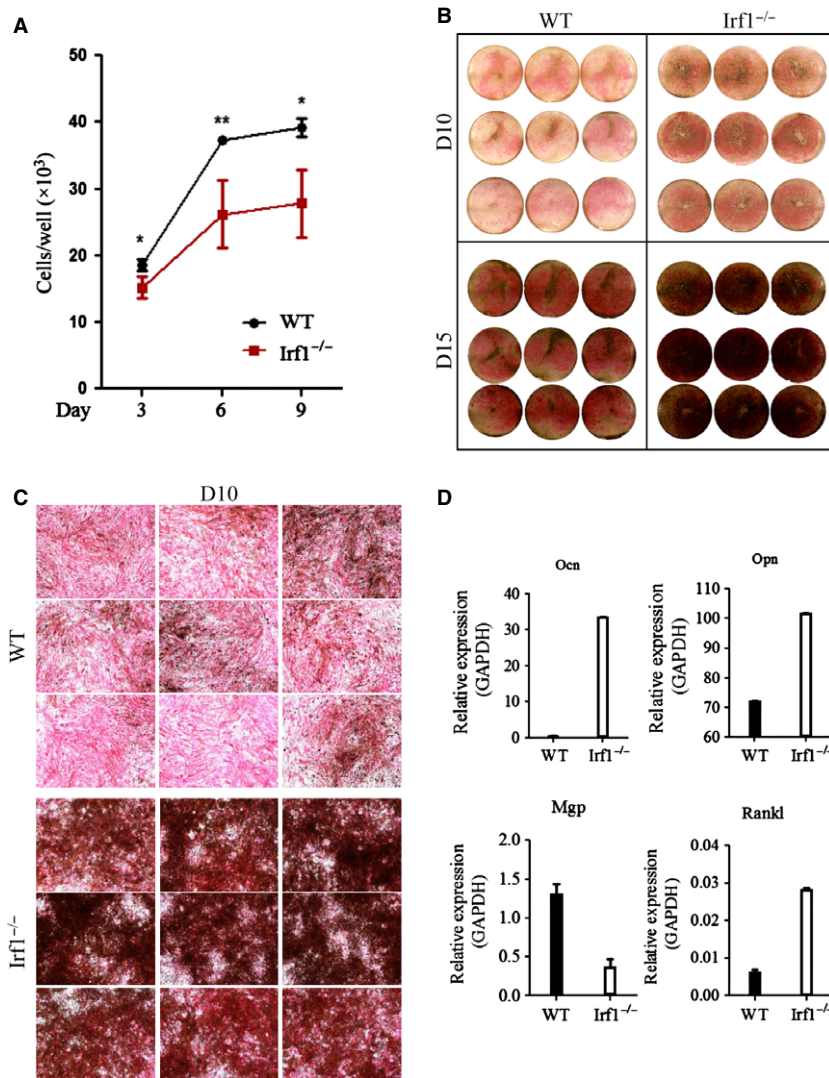 A
50
40
30
20
10
0
Cells/well (×10³)
*
**
*
WT
Irf1⁻/⁻
Day 3 6 9
B
WT Irf1⁻/⁻
D10
D15
C
D10
WT
Irf1⁻/⁻
D
Ocn
Relative expression
(GAPDH)
40
30
20
10
0
WT Irf1⁻/⁻
Opn
Relative expression
(GAPDH)
110
100
90
80
70
60
WT Irf1⁻/⁻
Mgp
Relative expression
(GAPDH)
2.0
1.5
1.0
0.5
0.0
WT Irf1⁻/⁻
Rankl
Relative expression
(GAPDH)
0.04
0.03
0.02
0.01
0.00
WT Irf1⁻/⁻